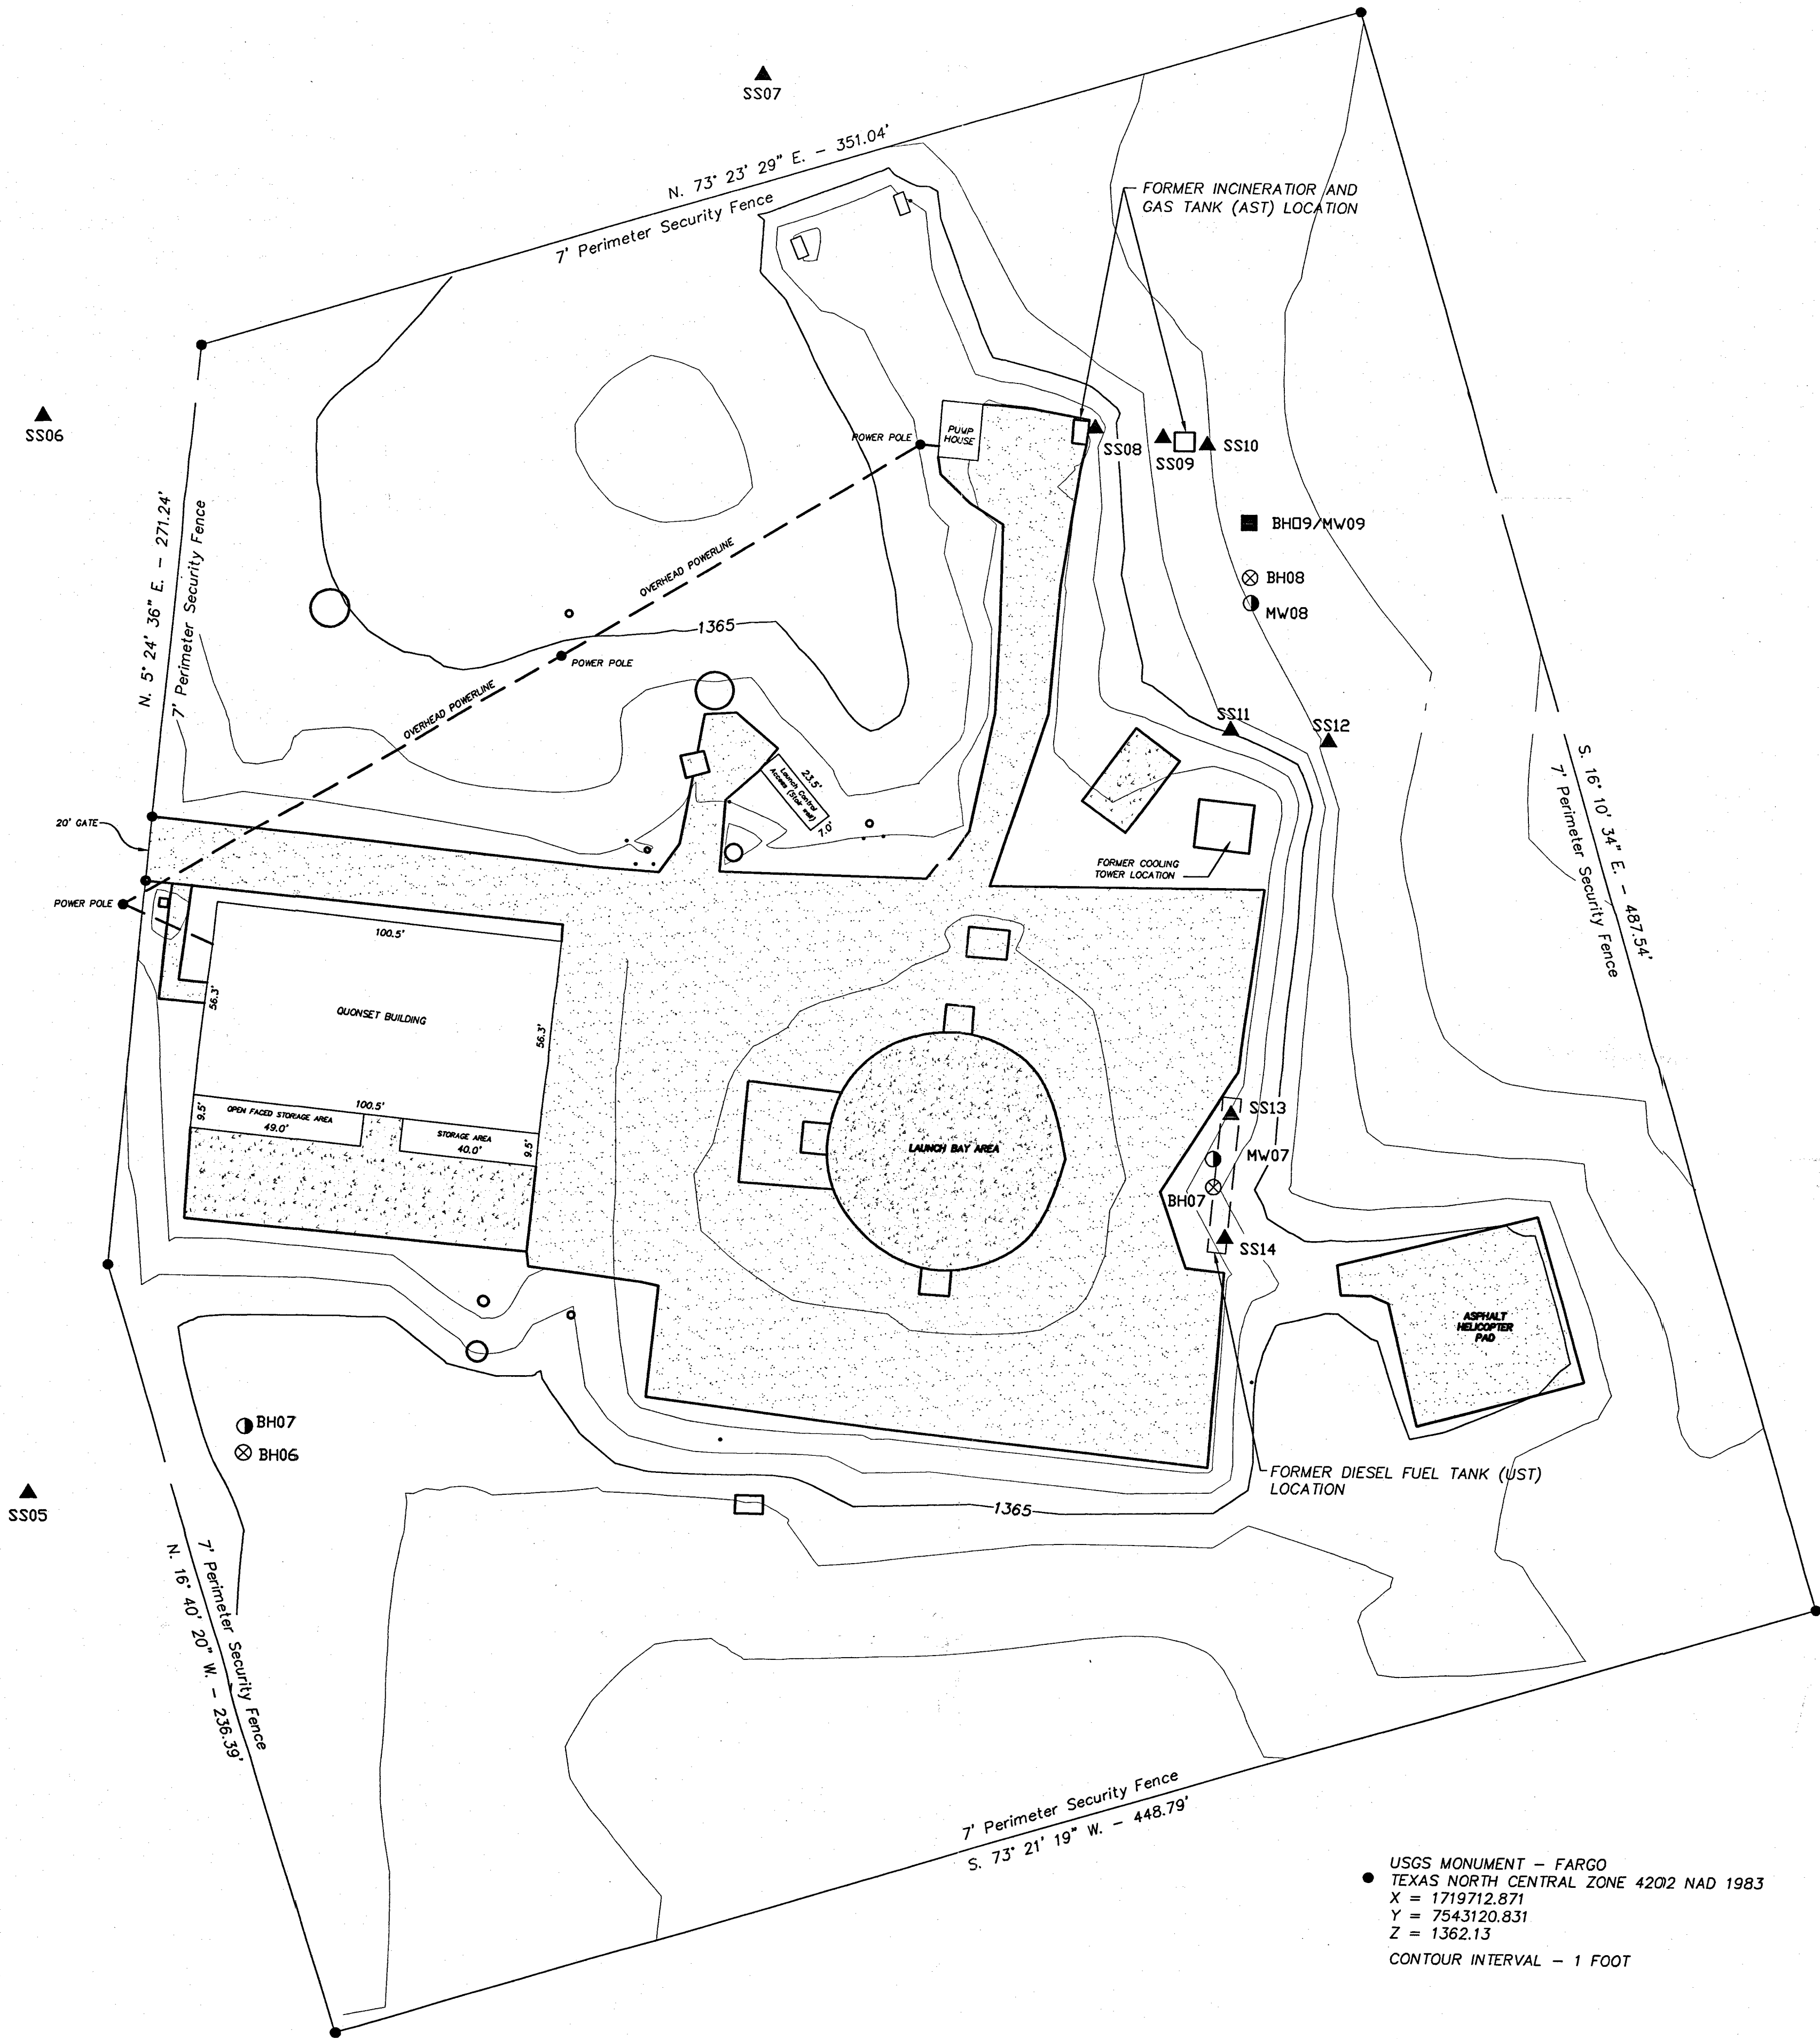 SS07
N. 73° 23' 29" E. - 351.04'
7' Perimeter Security Fence
FORMER INCINERATIOR AND
GAS TANK (AST) LOCATION
SS06
POWER POLE
PUMP
HOUSE
SS08
SS09
SS10
N. 5° 24' 36" E. - 271.24'
7' Perimeter Security Fence
BH09/MW09
OVERHEAD POWERLINE
BH08
MW08
1365
POWER POLE
OVERHEAD POWERLINE
SS11
SS12
S. 16° 10' 34" E. - 487.54'
7' Perimeter Security Fence
23.5'
Launch Control
Access (Stair well)
7.0'
20' GATE
FORMER COOLING
TOWER LOCATION
POWER POLE
100.5'
56.3'
QUONSET BUILDING
56.3'
100.5'
9.5'
OPEN FACED STORAGE AREA
49.0'
STORAGE AREA
40.0'
9.5'
LAUNCH BAY AREA
SS13
MW07
BH07
SS14
ASPHALT
HELICOPTER
PAD
BH07
BH06
SS05
FORMER DIESEL FUEL TANK (UST)
LOCATION
1365
7' Perimeter Security Fence
N. 16° 40' 20" W. - 236.39'
7' Perimeter Security Fence
S. 73° 21' 19" W. - 448.79'
USGS MONUMENT - FARGO
TEXAS NORTH CENTRAL ZONE 4202 NAD 1983
X = 1719712.871
Y = 7543120.831
Z = 1362.13
CONTOUR INTERVAL - 1 FOOT